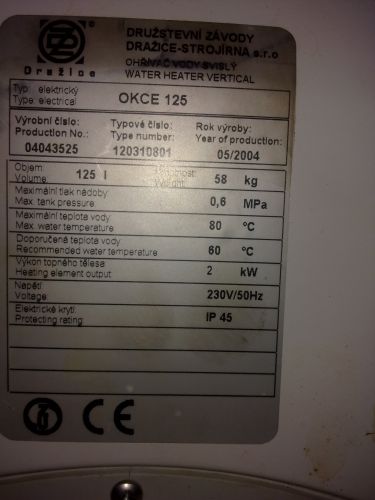 DZ
Dražice
DRUŽSTEVNÍ ZÁVODY
DRAŽICE-STROJÍRNA s.r.o
OHŘÍVAČ VODY SVISLÝ
WATER HEATER VERTICAL
Typ: elektrický
Type: electrical
OKCE 125
Výrobní číslo: Typové číslo: Rok výroby:
Production No.: Type number: Year of production:
04043525 120310801 05/2004
Objem
Volume 125 l Hmotnost Weight 58 kg
Maximální tlak nádoby
Max. tank pressure 0,6 MPa
Maximální teplota vody
Max. water temperature 80 °C
Doporučená teplota vody
Recommended water temperature 60 °C
Výkon topného tělesa
Heating element output 2 kW
Napětí
Voltage 230V/50Hz
Elektrické krytí
Protecting rating IP 45
CE